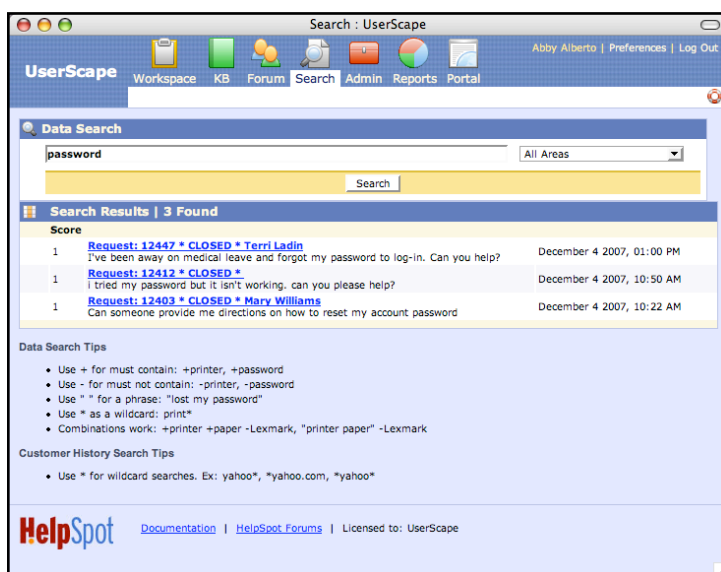 Search : UserScape
Abby Alberto | Preferences | Log Out
UserScape
Workspace KB Forum Search Admin Reports Portal
Data Search
password All Areas
Search
Search Results | 3 Found
Score
Request: 12447 * CLOSED * Terri Ladin
1 I've been away on medical leave and forgot my password to log-in. Can you help? December 4 2007, 01:00 PM
Request: 12412 * CLOSED *
1 i tried my password but it isn't working. can you please help? December 4 2007, 10:50 AM
Request: 12403 * CLOSED * Mary Williams
1 Can someone provide me directions on how to reset my account password December 4 2007, 10:22 AM
Data Search Tips
• Use + for must contain: +printer, +password
• Use - for must not contain: -printer, -password
• Use " " for a phrase: "lost my password"
• Use * as a wildcard: print*
• Combinations work: +printer +paper -Lexmark, "printer paper" -Lexmark
Customer History Search Tips
• Use * for wildcard searches. Ex: yahoo*, *yahoo.com, *yahoo*
HelpSpot Documentation | HelpSpot Forums | Licensed to: UserScape